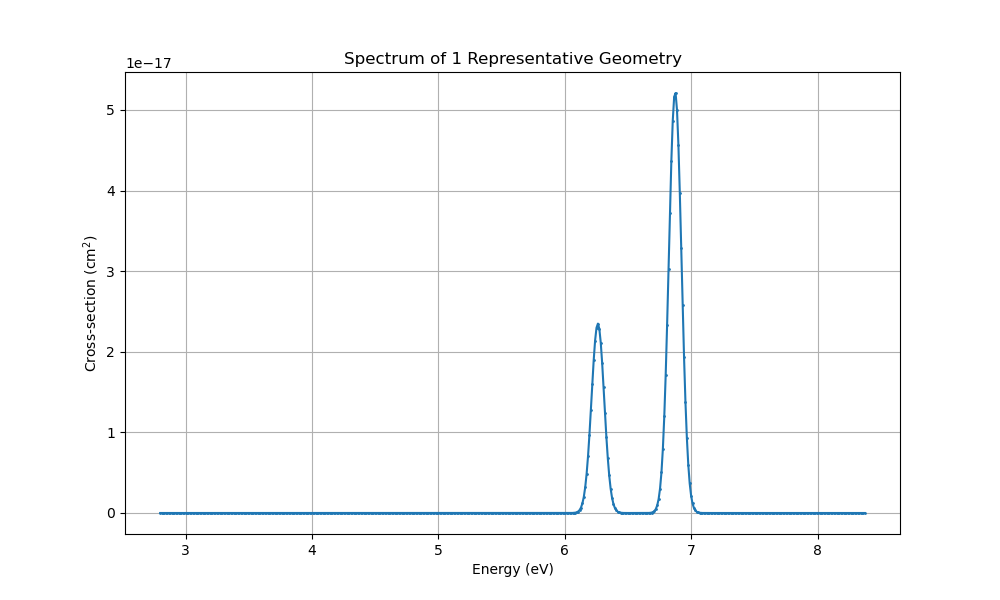 Spectrum of 1 Representative Geometry
1e−17
5
4
3
2
1
0
Cross-section (cm²)
3 4 5 6 7 8
Energy (eV)